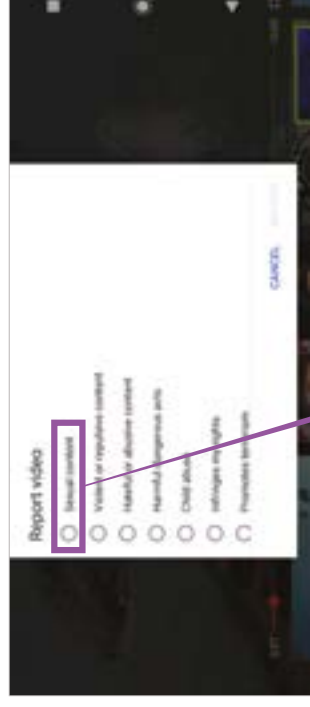 Report video
Sexual content
Violent or repulsive content
Hateful or abusive content
Harmful dangerous acts
Child abuse
Infringes my rights
Promotes terrorism
CANCEL